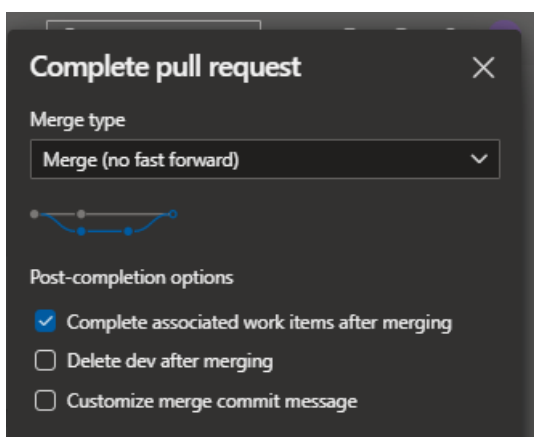 Complete pull request
Merge type
Merge (no fast forward)
Post-completion options
Complete associated work items after merging
Delete dev after merging
Customize merge commit message